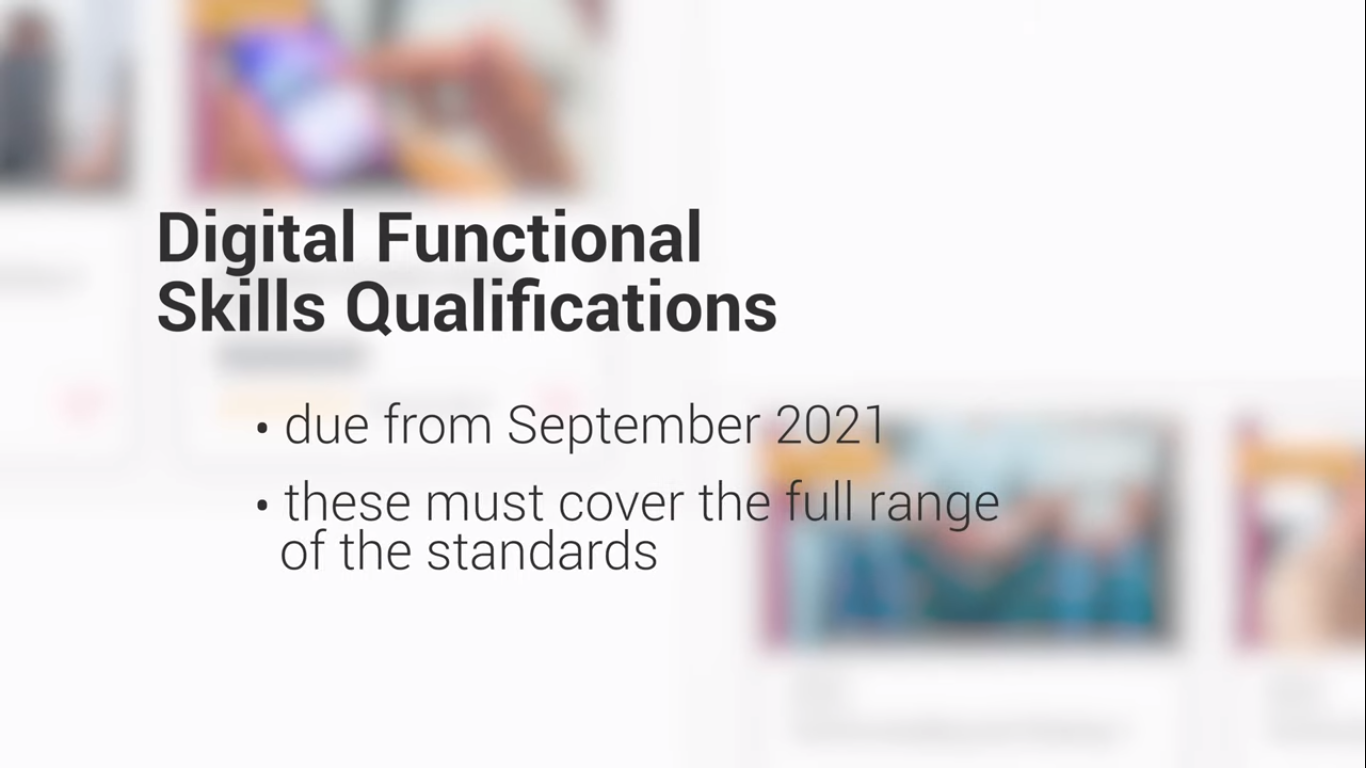 Digital Functional
Skills Qualifications
• due from September 2021
• these must cover the full range
of the standards